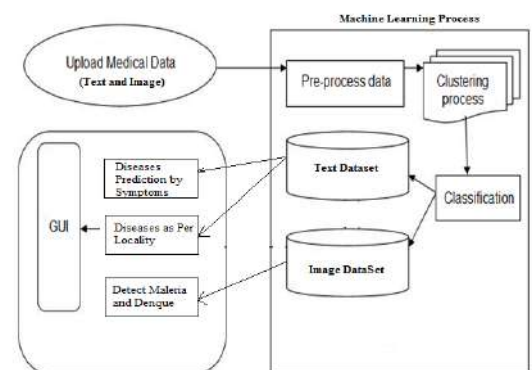 Machine Learning Process
Upload Medical Data
(Text and Image)
Pre-process data
Clustering
process
Diseases
Prediction by
Symptoms
Text Dataset
Classification
GUI
Diseases as Per
Locality
Image DataSet
Detect Maleria
and Denque